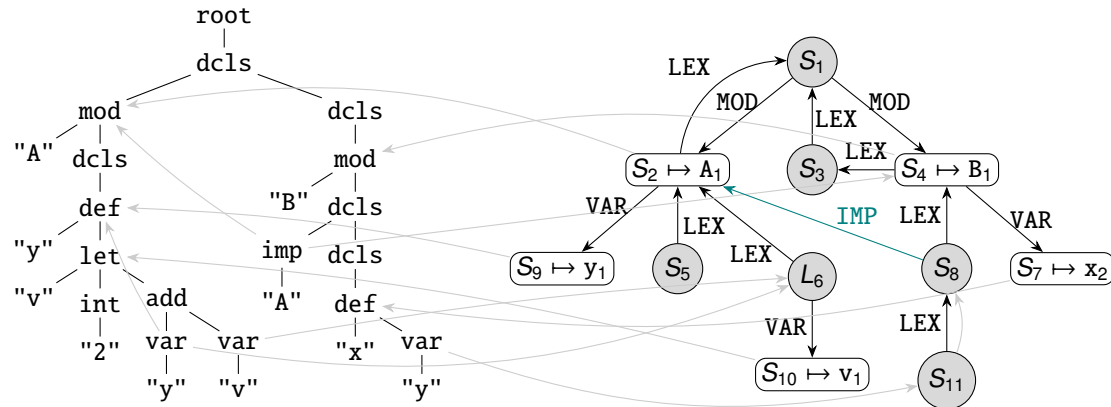 root
dcls
mod dcls
"A" dcls mod
def "B" dcls
"y" let imp dcls
"v" int add "A" def
"2" var var "x" var
"y" "v" "y"
S1
LEX MOD MOD
LEX LEX
S2 ↦ A1 S3 S4 ↦ B1
VAR LEX IMP LEX VAR
LEX
S9 ↦ y1 S5 L6 S8 S7 ↦ x2
VAR LEX
S10 ↦ v1 S11